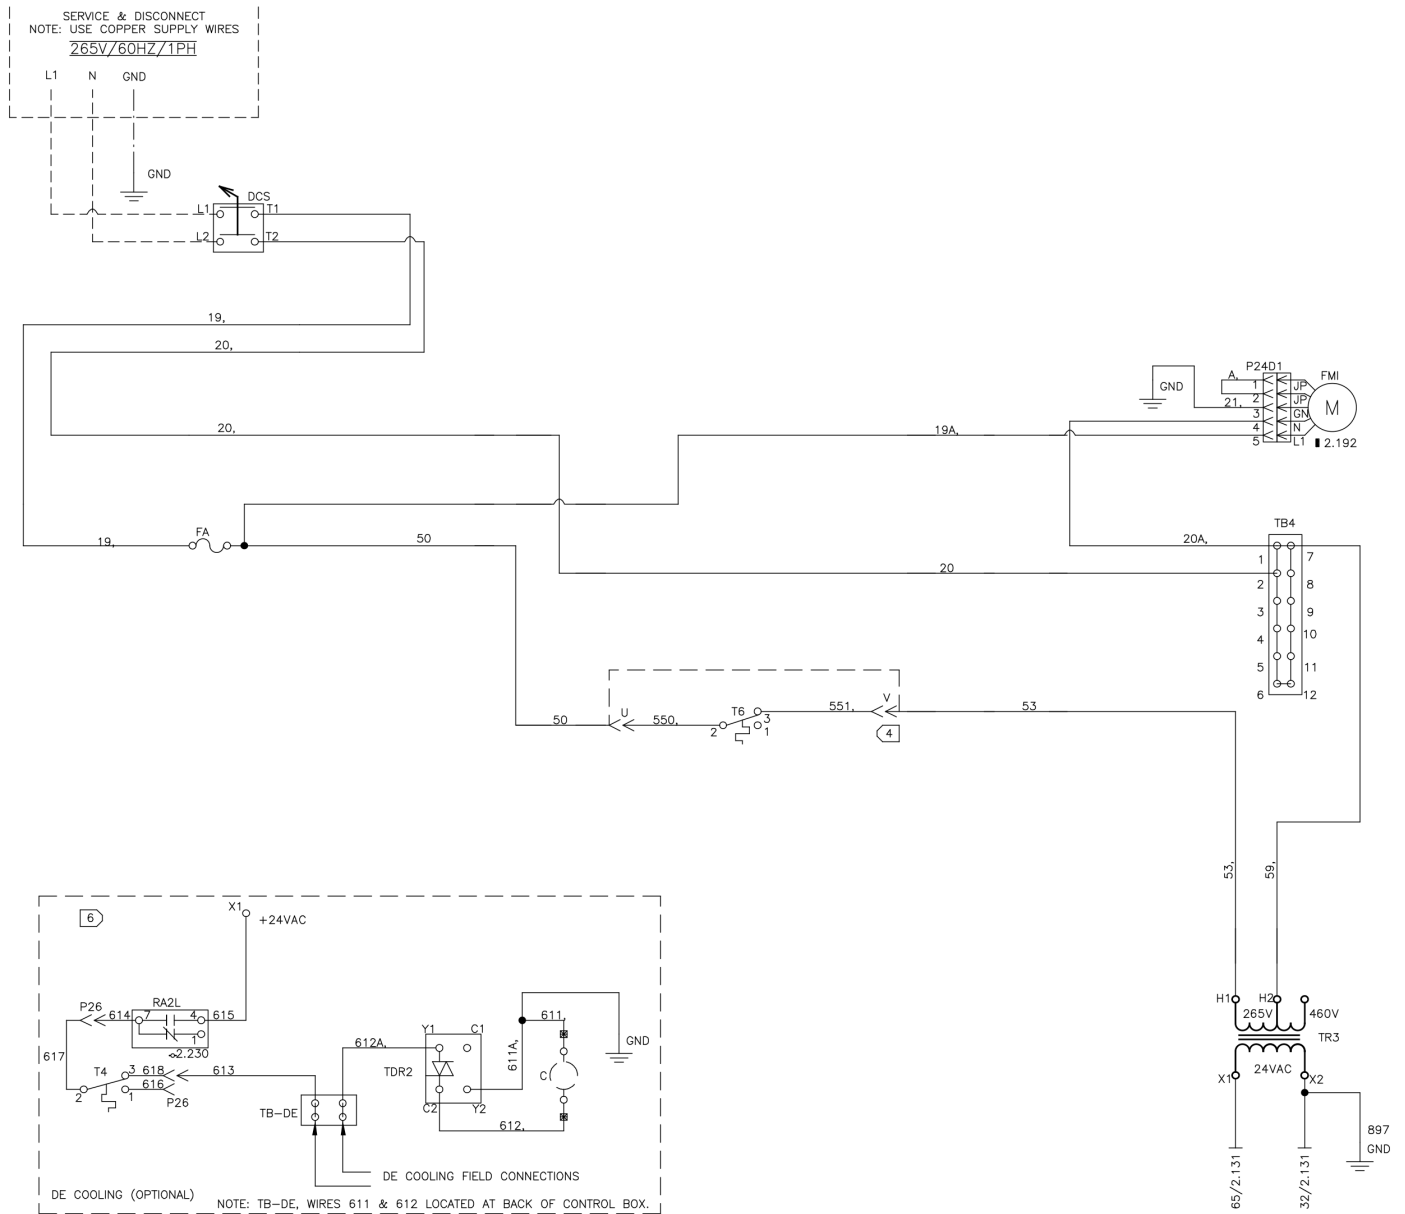 SERVICE & DISCONNECT
NOTE: USE COPPER SUPPLY WIRES
265V/60HZ/1PH
L1 N GND
GND
DCS
L1 T1
L2 T2
19,
20,
P24D1 FMI
A, 1 JP
GND
21, 2 JP
3 GN
M
20, 19A, 4 N
5 L1
2.192
TB4
FA
19, 50 20A, 7
1
20
2 8
3 9
4 10
5 11
6 12
U T6 V
50 550, 551, 53
2 3
1
4
53, 59,
6
X1
+24VAC
RA2L
P26 614 7 4 615
1
2.230
617
T4 3 618 613
616
2 1
P26
TB-DE
612A,
Y1 C1
TDR2
C2 Y2
611A,
611,
C
GND
612,
DE COOLING FIELD CONNECTIONS
DE COOLING (OPTIONAL)
NOTE: TB-DE, WIRES 611 & 612 LOCATED AT BACK OF CONTROL BOX.
H1 H2
265V 460V
TR3
24VAC
X1 X2
897
GND
65/2.131
32/2.131